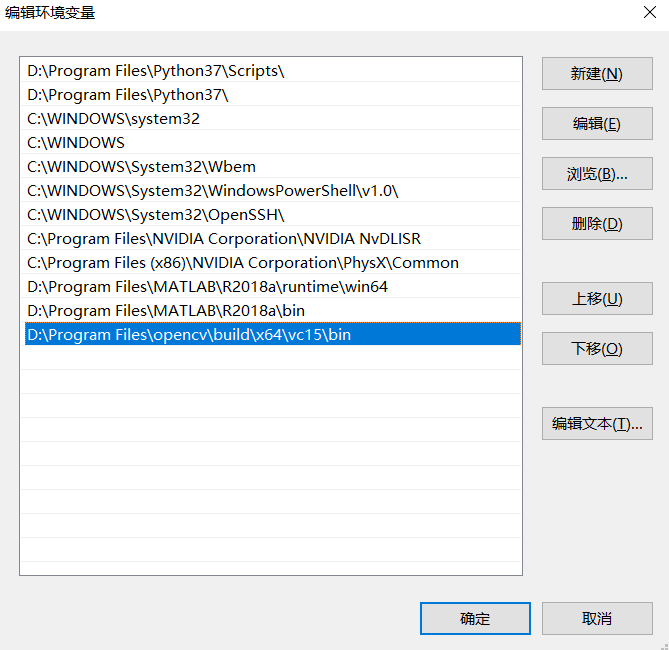 编辑环境变量
D:\Program Files\Python37\Scripts\
D:\Program Files\Python37\
C:\WINDOWS\system32
C:\WINDOWS
C:\WINDOWS\System32\Wbem
C:\WINDOWS\System32\WindowsPowerShell\v1.0\
C:\WINDOWS\System32\OpenSSH\
C:\Program Files\NVIDIA Corporation\NVIDIA NvDLISR
C:\Program Files (x86)\NVIDIA Corporation\PhysX\Common
D:\Program Files\MATLAB\R2018a\runtime\win64
D:\Program Files\MATLAB\R2018a\bin
D:\Program Files\opencv\build\x64\vc15\bin
新建(N)
编辑(E)
浏览(B)...
删除(D)
上移(U)
下移(O)
编辑文本(T)...
确定
取消